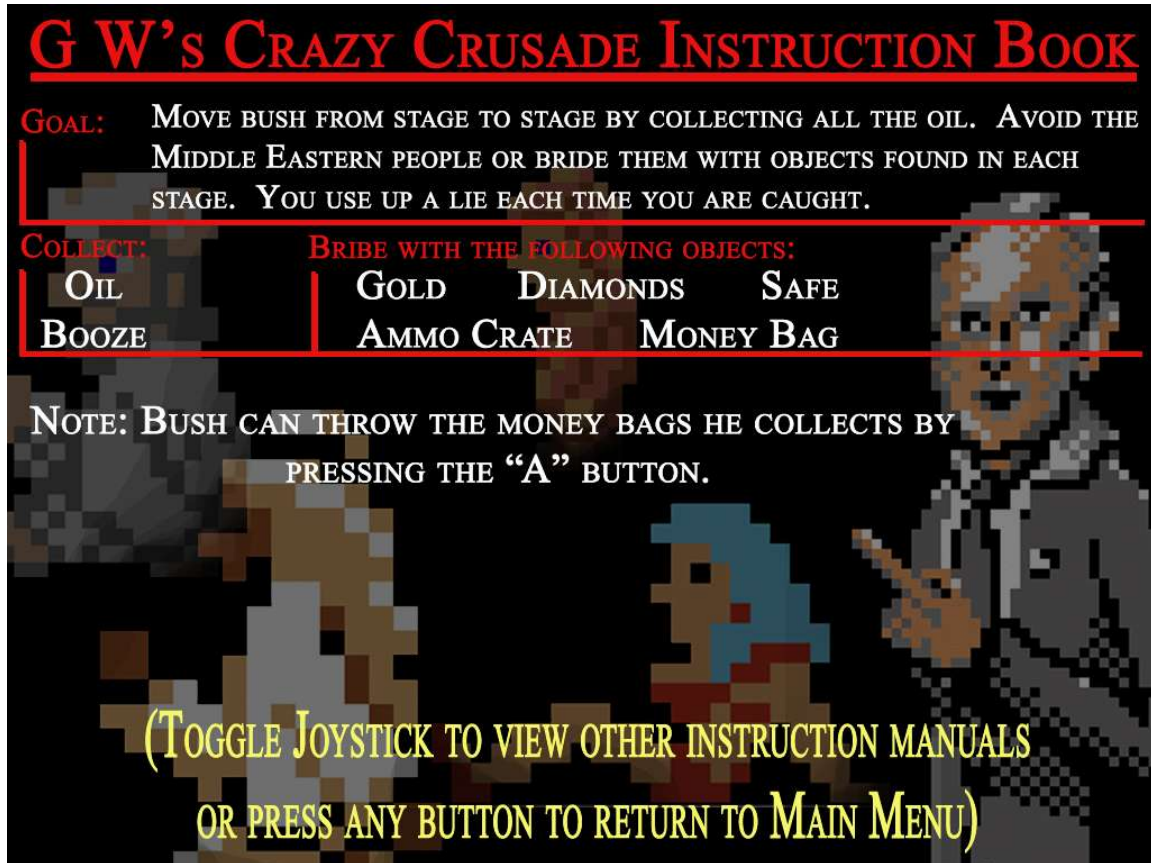 G W's Crazy Crusade Instruction Book
Goal: Move bush from stage to stage by collecting all the oil. Avoid the
Middle Eastern people or bride them with objects found in each
stage. You use up a lie each time you are caught.
Collect: Bribe with the following objects:
Oil Gold Diamonds Safe
Booze Ammo Crate Money Bag
Note: Bush can throw the money bags he collects by
pressing the “A” button.
(Toggle Joystick to view other instruction manuals
or press any button to return to Main Menu)